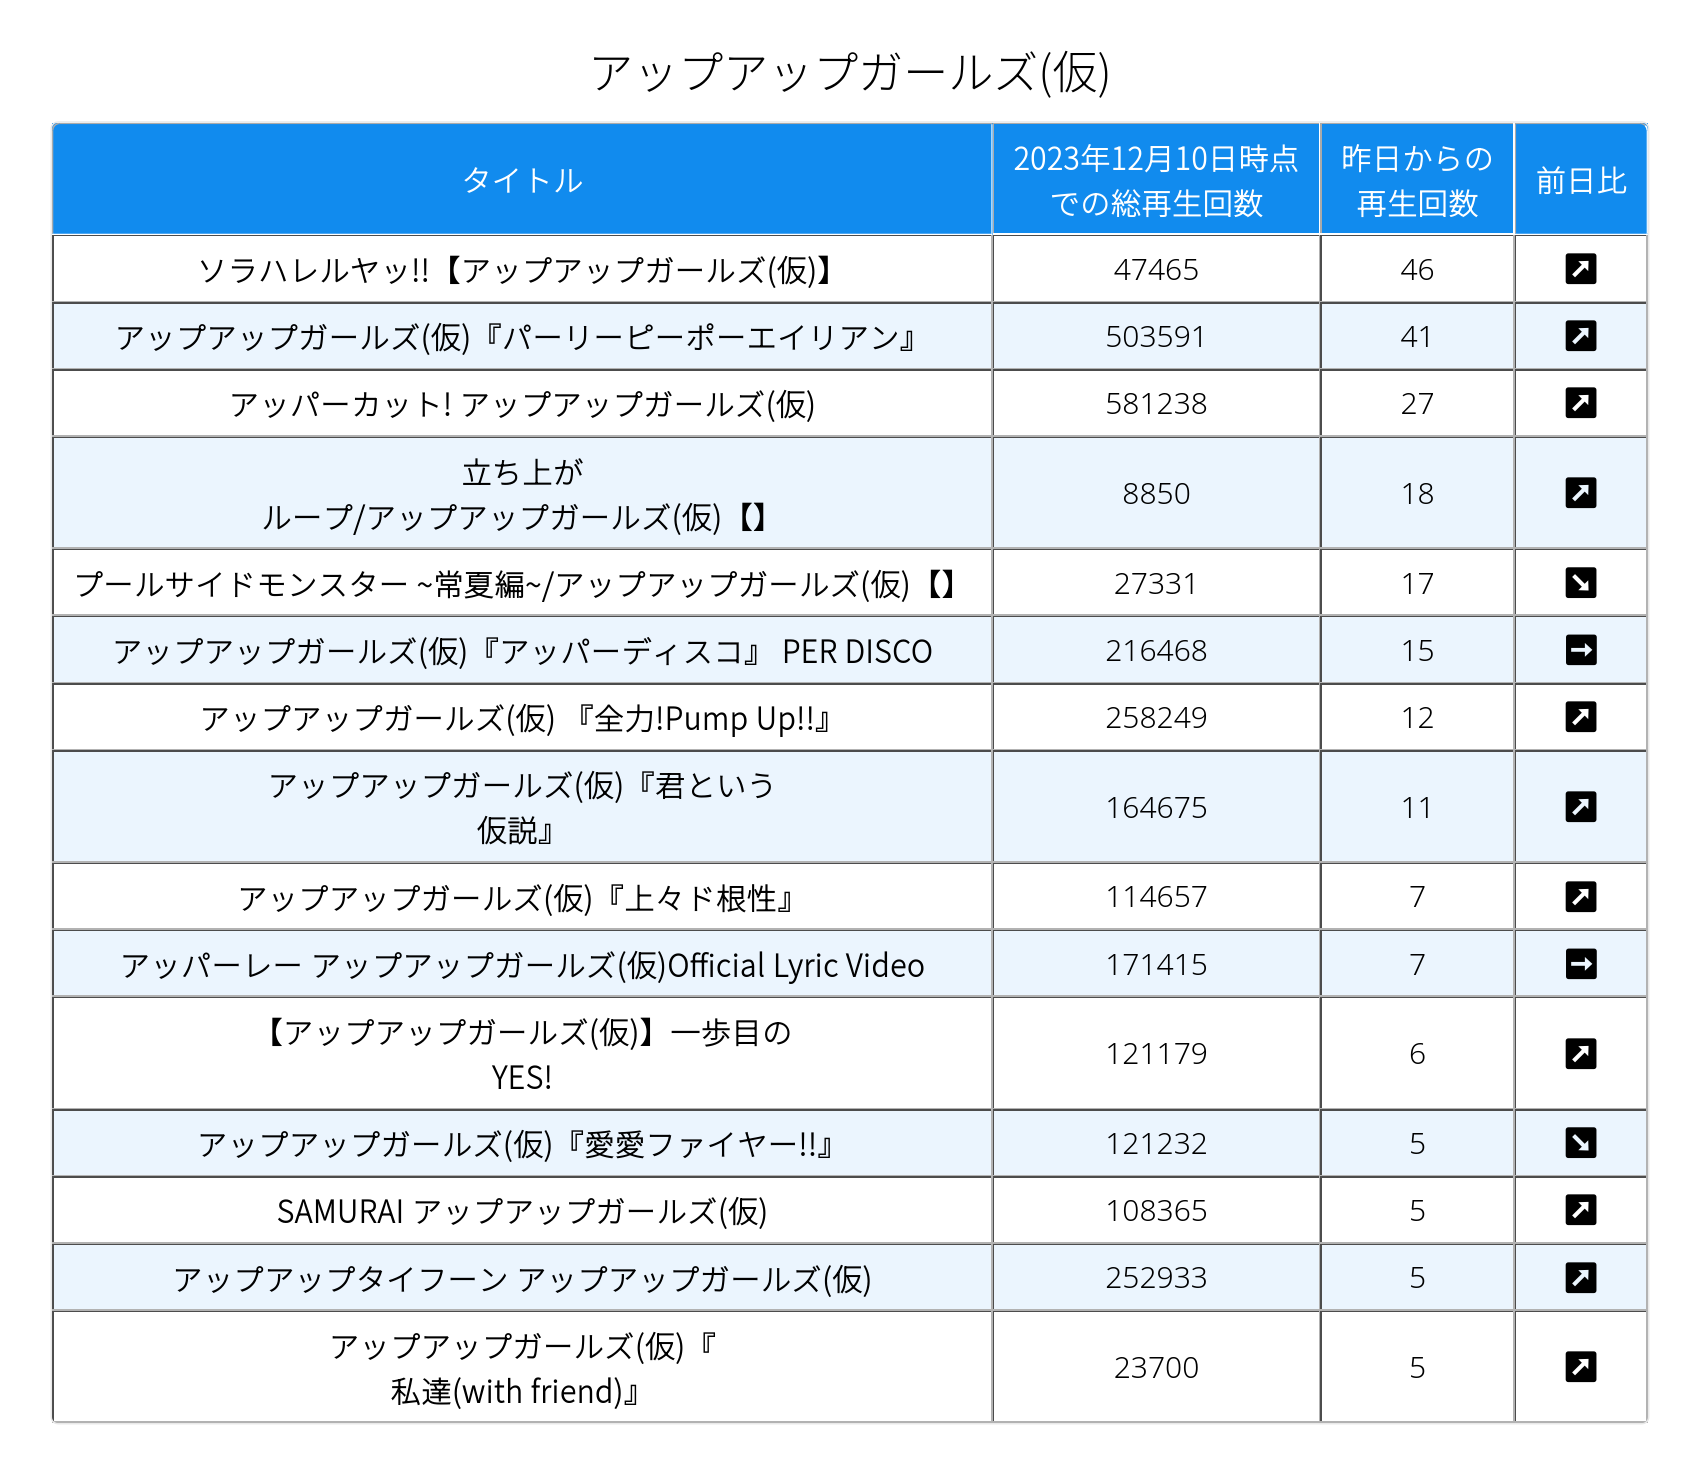 アップアップガールズ(仮)
タイトル
2023年12月10日時点
での総再生回数
昨日からの
再生回数
前日比
ソラハレルヤッ!!【アップアップガールズ(仮)】 47465 46
アップアップガールズ(仮)『パーリーピーポーエイリアン』 503591 41
アッパーカット! アップアップガールズ(仮) 581238 27
立ち上が
ループ/アップアップガールズ(仮)【】 8850 18
プールサイドモンスター ~常夏編~/アップアップガールズ(仮)【】 27331 17
アップアップガールズ(仮)『アッパーディスコ』 PER DISCO 216468 15
アップアップガールズ(仮) 『全力!Pump Up!!』 258249 12
アップアップガールズ(仮)『君という
仮説』 164675 11
アップアップガールズ(仮)『上々ド根性』 114657 7
アッパーレー アップアップガールズ(仮)Official Lyric Video 171415 7
【アップアップガールズ(仮)】一歩目の
YES! 121179 6
アップアップガールズ(仮)『愛愛ファイヤー!!』 121232 5
SAMURAI アップアップガールズ(仮) 108365 5
アップアップタイフーン アップアップガールズ(仮) 252933 5
アップアップガールズ(仮)『
私達(with friend)』 23700 5